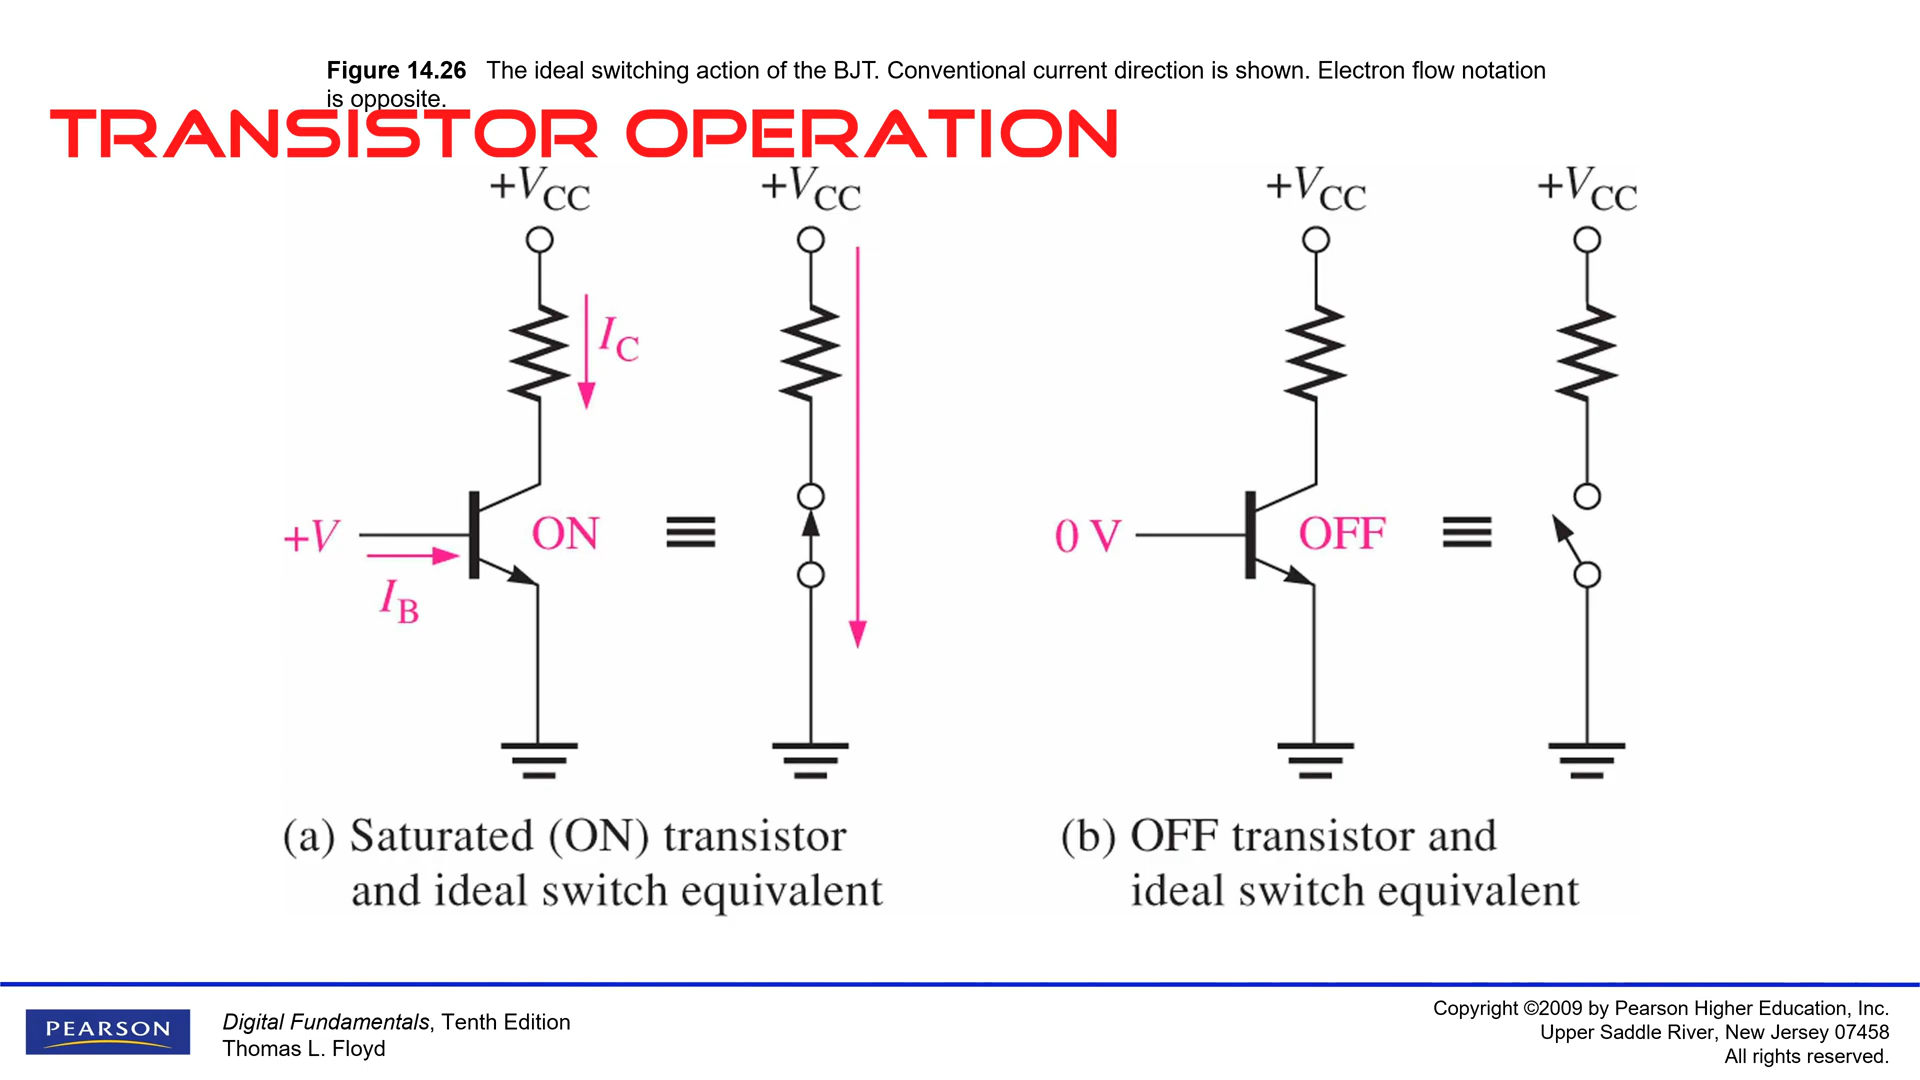 Figure 14.26 The ideal switching action of the BJT. Conventional current direction is shown. Electron flow notation
is opposite.
TRANSISTOR OPERATION
+VCC +VCC +VCC +VCC
IC
+V ON ≡ 0 V OFF ≡
IB
(a) Saturated (ON) transistor
and ideal switch equivalent
(b) OFF transistor and
ideal switch equivalent
PEARSON
Digital Fundamentals, Tenth Edition
Thomas L. Floyd
Copyright ©2009 by Pearson Higher Education, Inc.
Upper Saddle River, New Jersey 07458
All rights reserved.